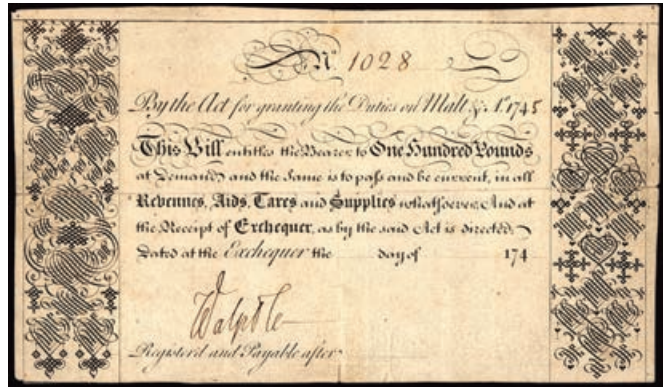 No 1028
By the Act for granting the Duties on Malt &c. Ao. 1745
This Bill entitles the Bearer to One Hundred Pounds
at Demand, and the Same is to pass and be current, in all
Revennes, Aids, Taxes and Supplies whatsoever, And at
the Receipt of Exchequer, as by the said Act is directed,
Dated at the Exchequer the day of 174
Walpole
Registerd and Payable after